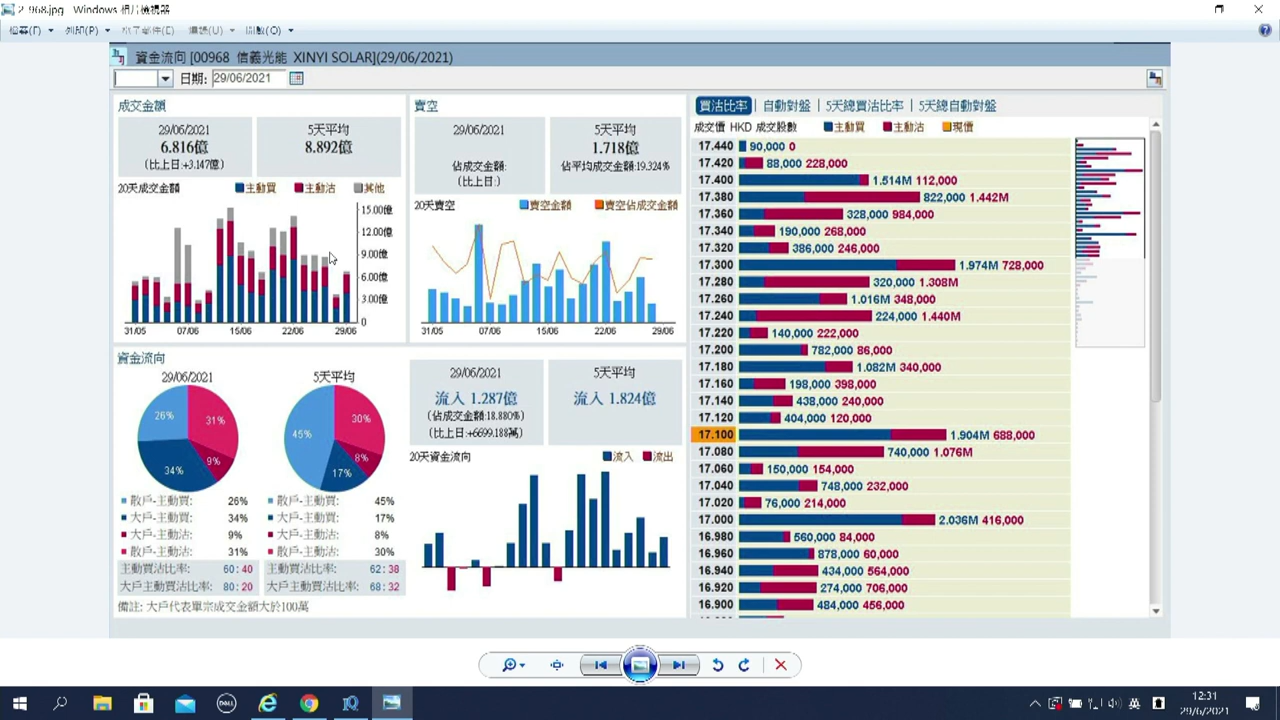 2_968.jpg - Windows 相片檢視器
檔案(F) 列印(P) 電子郵件(E) 燒錄(U) 開啟(O)
資金流向 [00968 信義光能 XINYI SOLAR](29/06/2021)
日期: 29/06/2021
成交金額
29/06/2021
6.816億
(比上日:+3.147億)
5天平均
8.892億
20天成交金額 主動買 主動沽 其他
15.00億
12.00億
9.00億
6.00億
3.00億
0
31/05 07/06 15/06 22/06 29/06
賣空
29/06/2021
佔成交金額:
(比上日:)
5天平均
1.718億
佔平均成交金額:19.324%
20天賣空 賣空金額 賣空佔成交金額
31/05 07/06 15/06 22/06 29/06
資金流向
29/06/2021
26% 31% 34% 9%
散戶-主動買: 26%
大戶-主動買: 34%
大戶-主動沽: 9%
散戶-主動沽: 31%
主動買沽比率: 60:40
大戶主動買沽比率: 80:20
5天平均
45% 30% 17% 8%
散戶-主動買: 45%
大戶-主動買: 17%
大戶-主動沽: 8%
散戶-主動沽: 30%
主動買沽比率: 62:38
大戶主動買沽比率: 68:32
備註: 大戶代表單宗成交金額大於100萬
29/06/2021
流入 1.287億
(佔成交金額:18.880%)
(比上日:+6699.188萬)
5天平均
流入 1.824億
20天資金流向 流入 流出
買沽比率 | 自動對盤 | 5天總買沽比率 | 5天總自動對盤
成交價 HKD 成交股數 主動買 主動沽 現價
17.440 90,000 0
17.420 88,000 228,000
17.400 1.514M 112,000
17.380 822,000 1.442M
17.360 328,000 984,000
17.340 190,000 268,000
17.320 386,000 246,000
17.300 1.974M 728,000
17.280 320,000 1.308M
17.260 1.016M 348,000
17.240 224,000 1.440M
17.220 140,000 222,000
17.200 782,000 86,000
17.180 1.082M 340,000
17.160 198,000 398,000
17.140 438,000 240,000
17.120 404,000 120,000
17.100 1.904M 688,000
17.080 740,000 1.076M
17.060 150,000 154,000
17.040 748,000 232,000
17.020 76,000 214,000
17.000 2.036M 416,000
16.980 560,000 84,000
16.960 878,000 60,000
16.940 434,000 564,000
16.920 274,000 706,000
16.900 484,000 456,000
DELL
英
12:31
29/6/2021